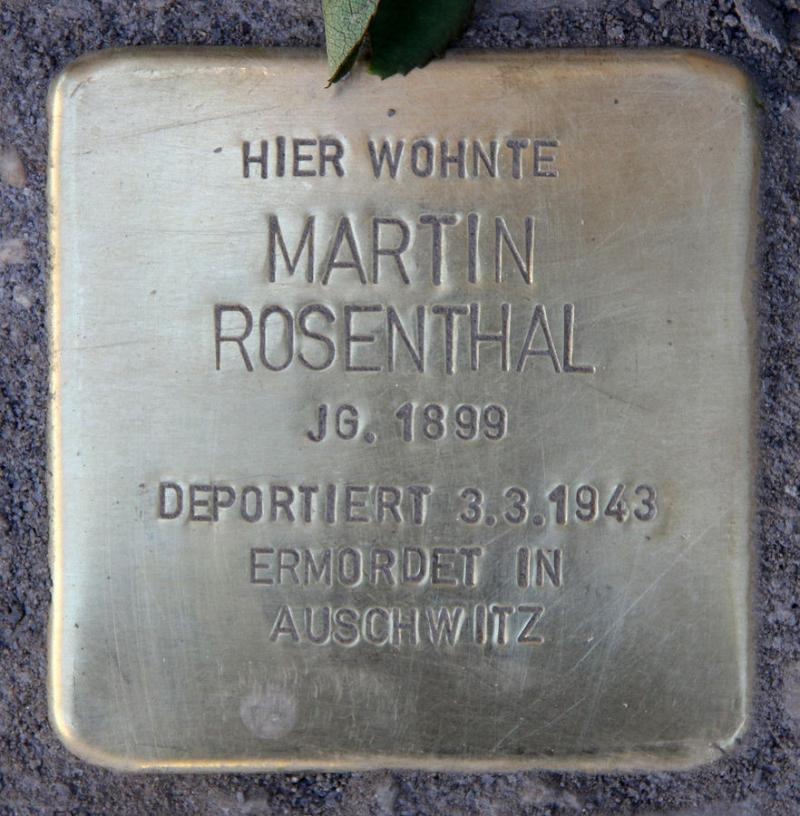 HIER WOHNTE
MARTIN
ROSENTHAL
JG. 1899
DEPORTIERT 3.3.1943
ERMORDET IN
AUSCHWITZ